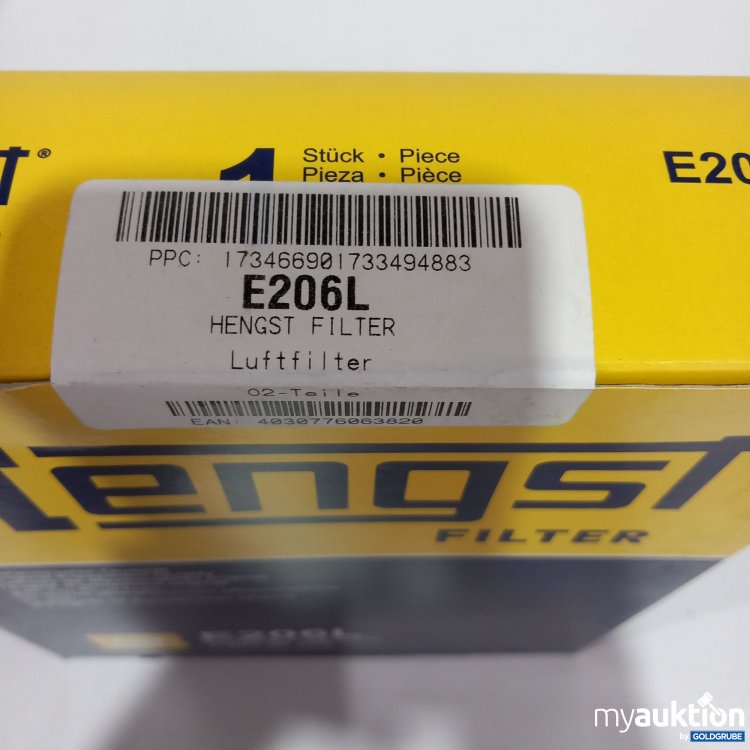 1 Stück • Piece
Pieza • Pièce
E20
PPC: 173466901733494883
E206L
HENGST FILTER
Luftfilter
02-Teile
EAN: 4030776063820
Hengst
FILTER
E206L
myauktion
by GOLDGRUBE